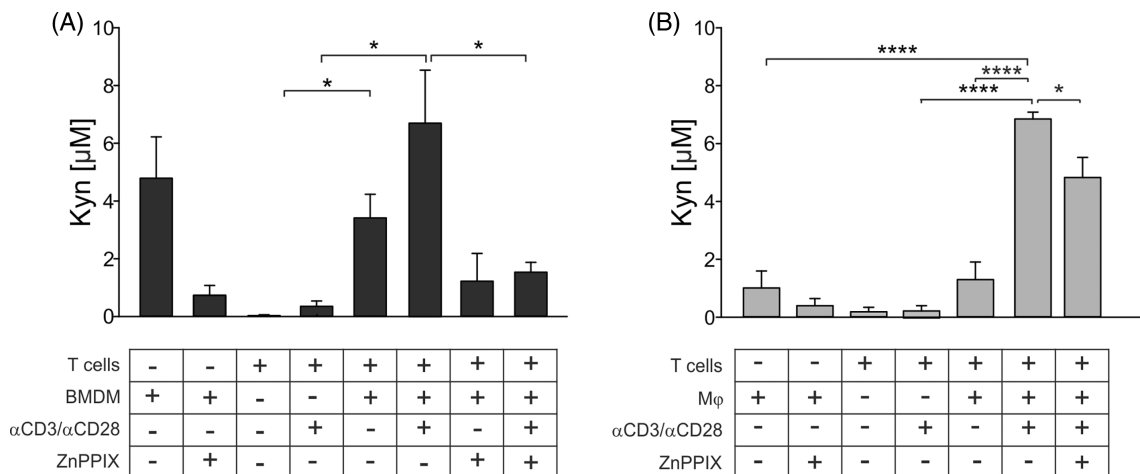 (A)
10
8
6
4
2
0
Kyn [µM]
*
*
*
T cells - - + + + + + +
BMDM + + - - + + + +
αCD3/αCD28 - - - + - + - +
ZnPPIX - + - - - - + +
(B)
10
8
6
4
2
0
Kyn [µM]
****
****
****
*
T cells - - + + + + +
Mφ + + - - + + +
αCD3/αCD28 - - - + - + +
ZnPPIX - + - - - - +